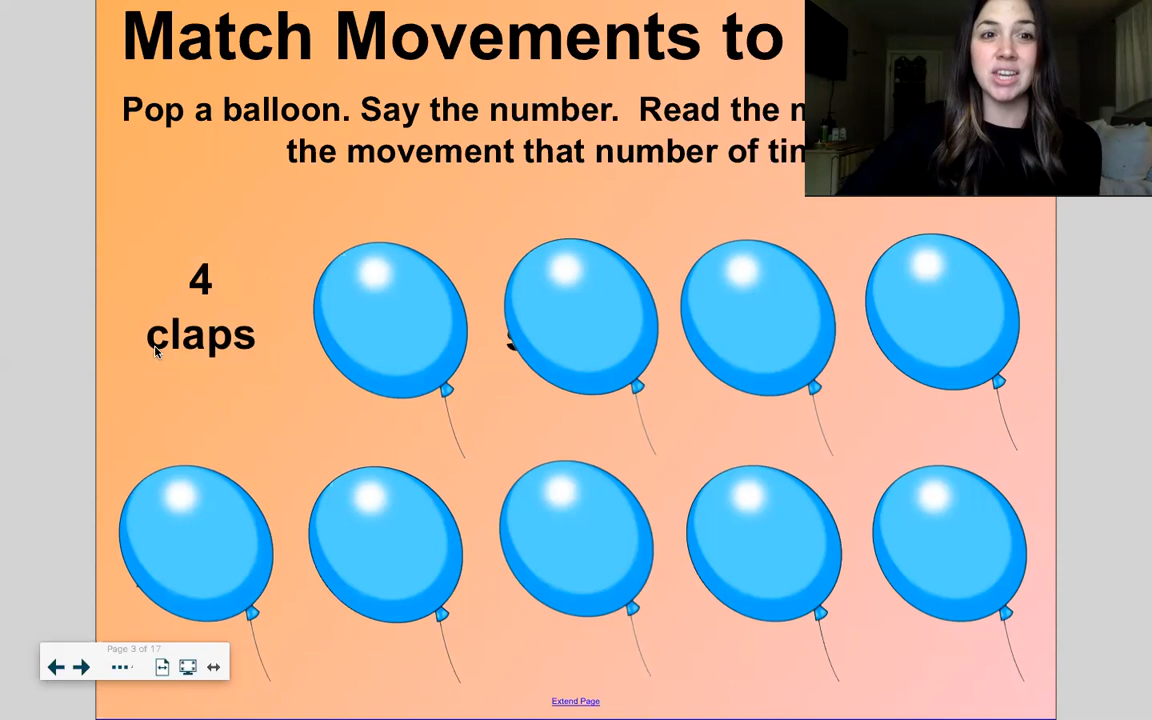 Match Movements to
Pop a balloon. Say the number. Read the
the movement that number of
4
claps
Page 3 of 17
Extend Page